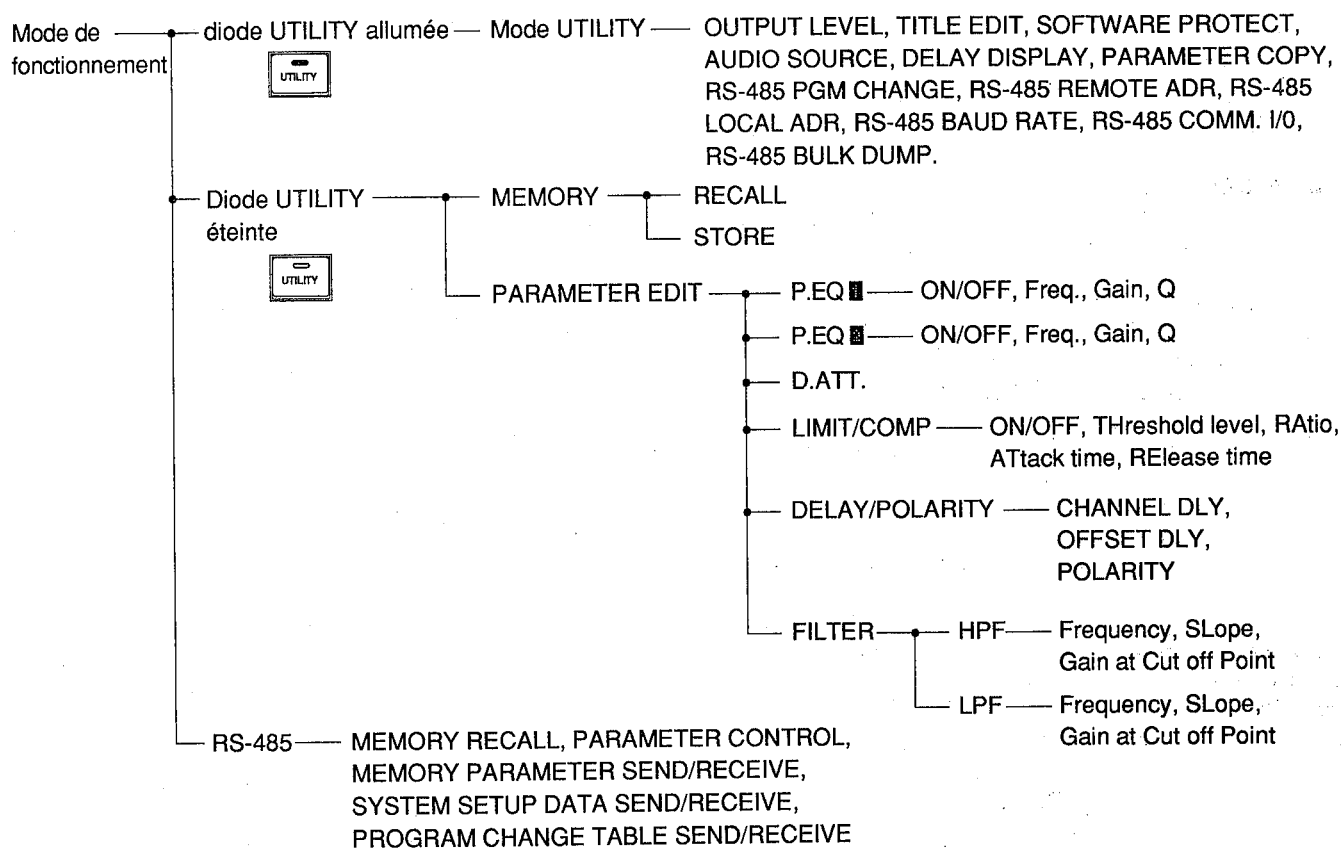 Mode de fonctionnement
diode UTILITY allumée
UTILITY
Mode UTILITY
OUTPUT LEVEL, TITLE EDIT, SOFTWARE PROTECT,
AUDIO SOURCE, DELAY DISPLAY, PARAMETER COPY,
RS-485 PGM CHANGE, RS-485 REMOTE ADR, RS-485
LOCAL ADR, RS-485 BAUD RATE, RS-485 COMM. I/0,
RS-485 BULK DUMP.
Diode UTILITY
éteinte
UTILITY
MEMORY
RECALL
STORE
PARAMETER EDIT
P.EQ
ON/OFF, Freq., Gain, Q
P.EQ
ON/OFF, Freq., Gain, Q
D.ATT.
LIMIT/COMP
ON/OFF, THreshold level, RAtio,
ATtack time, RElease time
DELAY/POLARITY
CHANNEL DLY,
OFFSET DLY,
POLARITY
FILTER
HPF
Frequency, SLope,
Gain at Cut off Point
LPF
Frequency, SLope,
Gain at Cut off Point
RS-485
MEMORY RECALL, PARAMETER CONTROL,
MEMORY PARAMETER SEND/RECEIVE,
SYSTEM SETUP DATA SEND/RECEIVE,
PROGRAM CHANGE TABLE SEND/RECEIVE